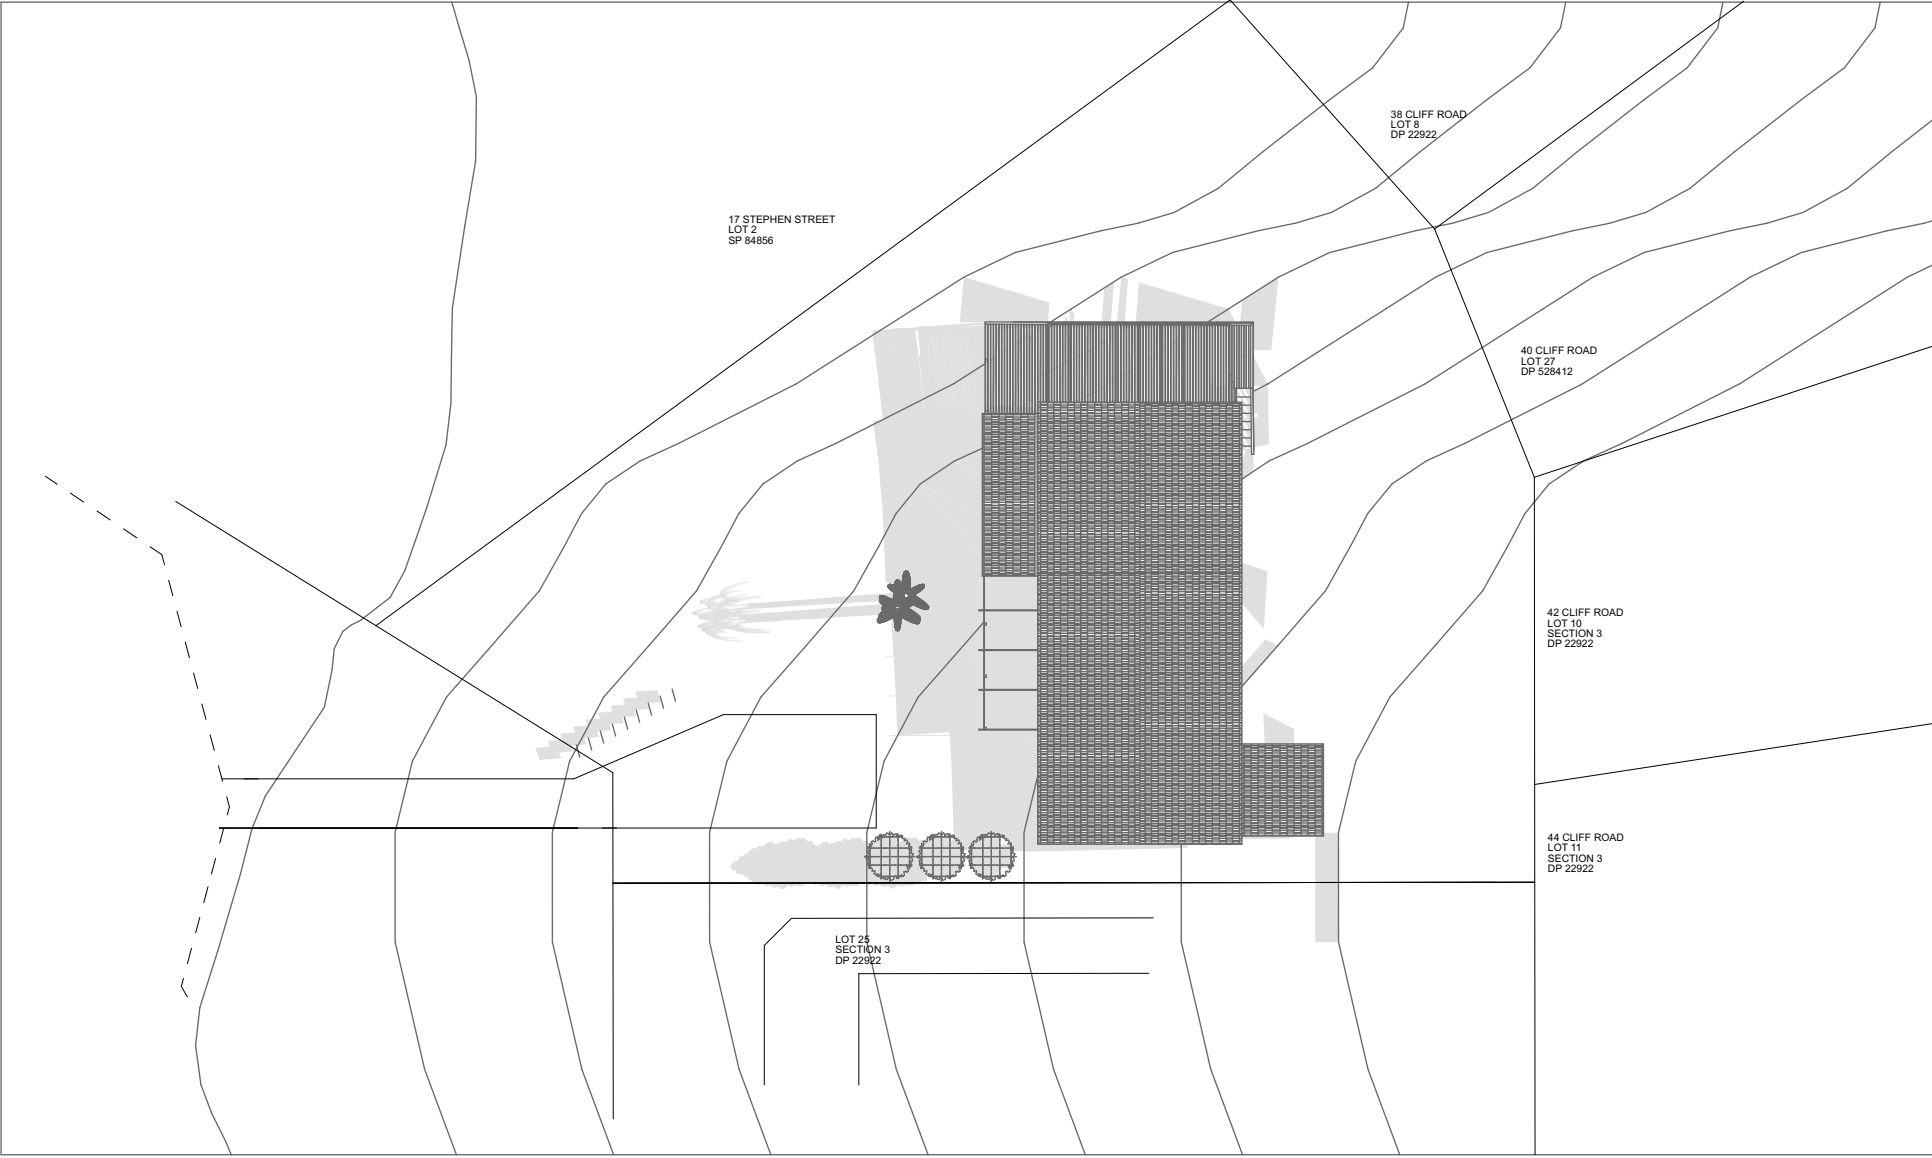 38 CLIFF ROAD
LOT 8
DP 22922
17 STEPHEN STREET
LOT 2
SP 84856
40 CLIFF ROAD
LOT 27
DP 528412
42 CLIFF ROAD
LOT 10
SECTION 3
DP 22922
44 CLIFF ROAD
LOT 11
SECTION 3
DP 22922
LOT 25
SECTION 3
DP 22922